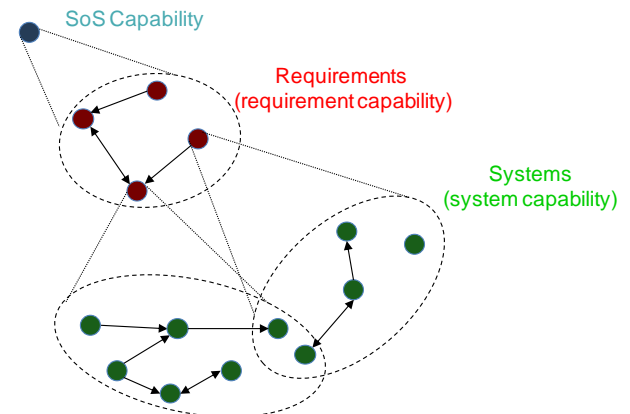 SoS Capability
Requirements
(requirement capability)
Systems
(system capability)